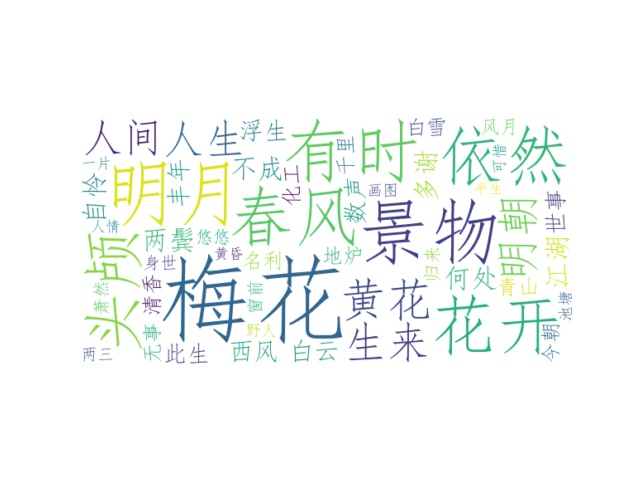 人间
人生
浮生
有时
白雪
风月
依然
一片
自怜
丰年
明月
不成
化工
千里
数声
多谢
可惜
画图
半生
春风
景物
明朝
世事
人情
头颅
两鬓
悠悠
黄昏
身世
名利
地炉
归来
何处
江湖
青山
池塘
萧然
清香
梅花
窗前
黄花
花开
无事
野人
生来
今朝
两三
此生
西风
白云